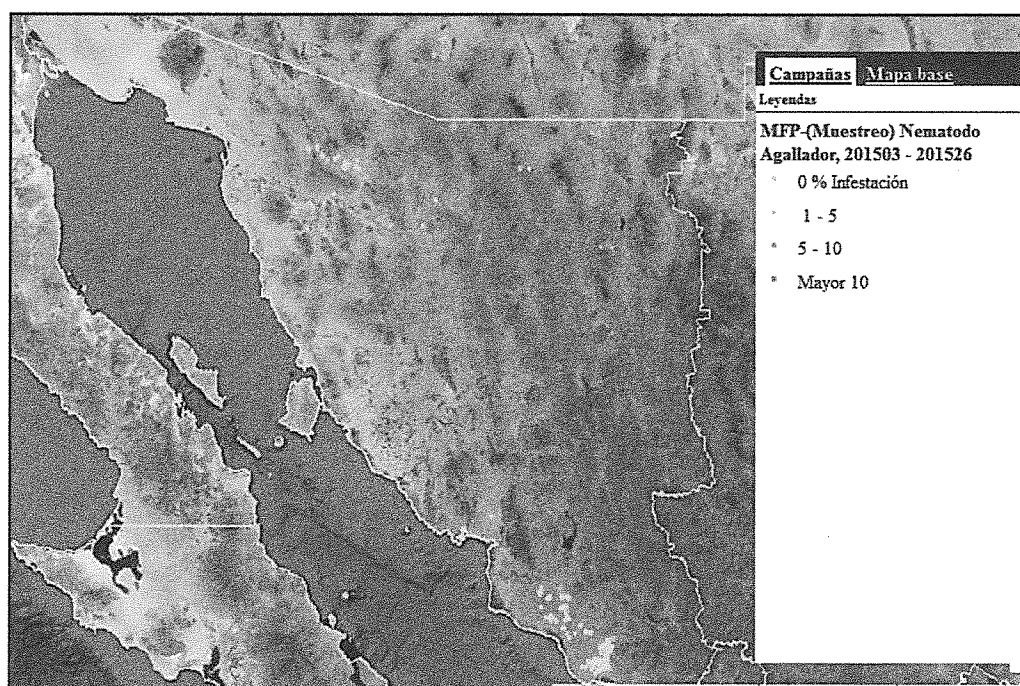 Campañas Mapa base
Leyendas
MFP-(Muestreo) Nematodo
Agallador, 201503 - 201526
0 % Infestación
1 - 5
5 - 10
Mayor 10